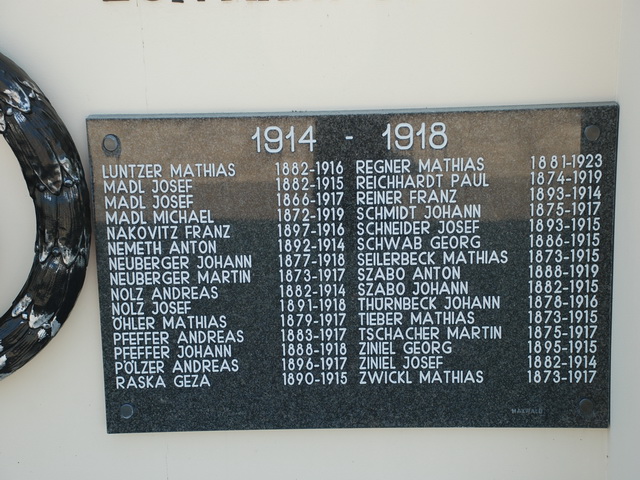 1914 - 1918
LUNTZER MATHIAS 1882-1916
MADL JOSEF 1882-1915
MADL JOSEF 1866-1917
MADL MICHAEL 1872-1919
NAKOVITZ FRANZ 1897-1916
NEMETH ANTON 1892-1914
NEUBERGER JOHANN 1877-1918
NEUBERGER MARTIN 1873-1917
NOLZ ANDREAS 1882-1914
NOLZ JOSEF 1891-1918
ÖHLER MATHIAS 1879-1917
PFEFFER ANDREAS 1883-1917
PFEFFER JOHANN 1888-1918
PÖLZER ANDREAS 1896-1917
RASKA GEZA 1890-1915
REGNER MATHIAS 1881-1923
REICHHARDT PAUL 1874-1919
REINER FRANZ 1893-1914
SCHMIDT JOHANN 1875-1917
SCHNEIDER JOSEF 1893-1915
SCHWAB GEORG 1886-1915
SEILERBECK MATHIAS 1873-1915
SZABO ANTON 1888-1919
SZABO JOHANN 1882-1915
THURNBECK JOHANN 1878-1916
TIEBER MATHIAS 1873-1915
TSCHACHER MARTIN 1875-1917
ZINIEL GEORG 1895-1915
ZINIEL JOSEF 1882-1914
ZWICKL MATHIAS 1873-1917